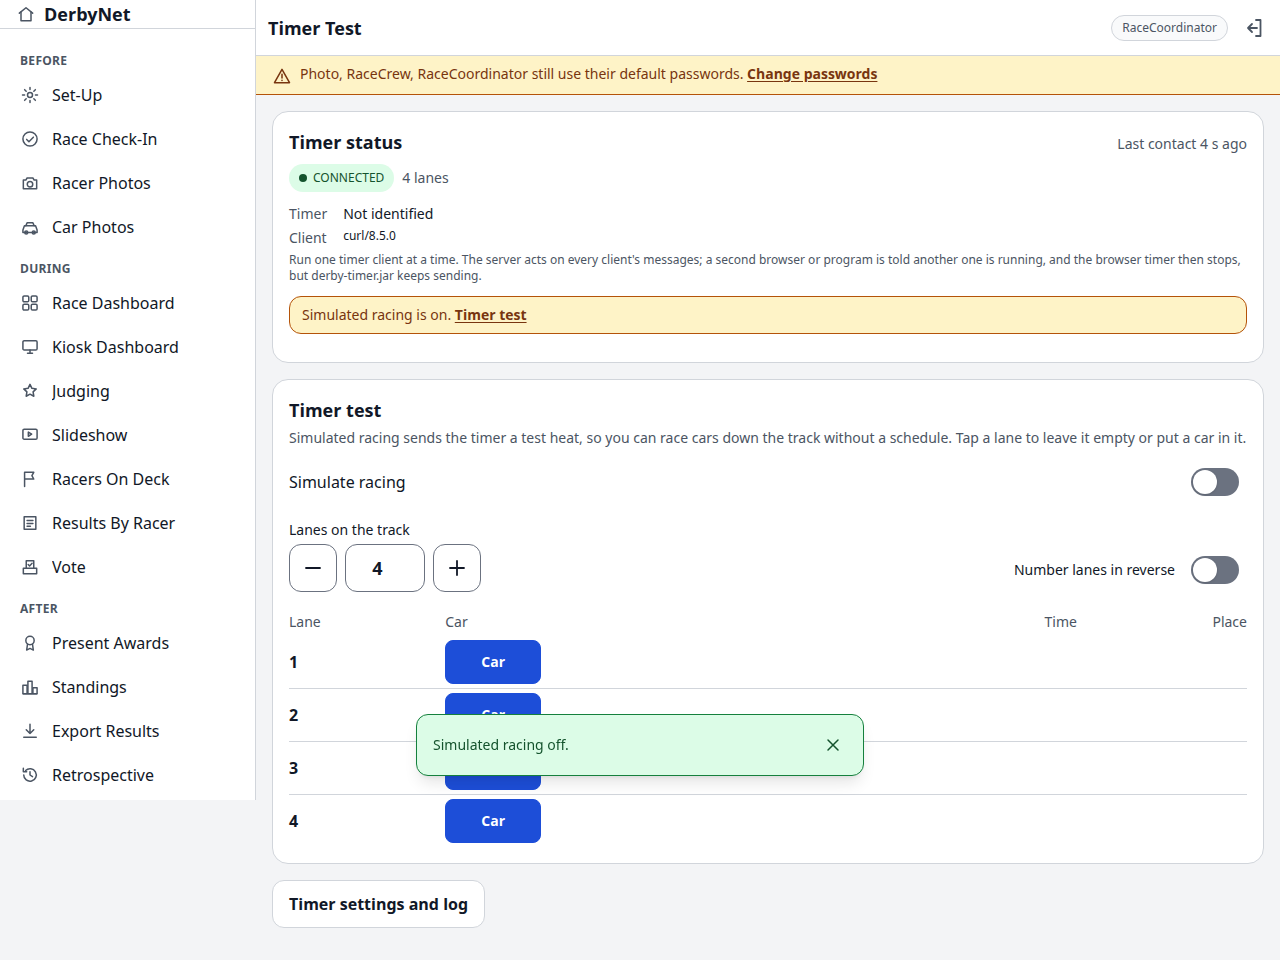 DerbyNet
Timer Test
RaceCoordinator
Photo, RaceCrew, RaceCoordinator still use their default passwords. Change passwords
BEFORE
Set-Up
Race Check-In
Racer Photos
Car Photos
DURING
Race Dashboard
Kiosk Dashboard
Judging
Slideshow
Racers On Deck
Results By Racer
Vote
AFTER
Present Awards
Standings
Export Results
Retrospective
Timer status
Last contact 4 s ago
CONNECTED 4 lanes
Timer Not identified
Client curl/8.5.0
Run one timer client at a time. The server acts on every client's messages; a second browser or program is told another one is running, and the browser timer then stops,
but derby-timer.jar keeps sending.
Simulated racing is on. Timer test
Timer test
Simulated racing sends the timer a test heat, so you can race cars down the track without a schedule. Tap a lane to leave it empty or put a car in it.
Simulate racing
Lanes on the track
4
Number lanes in reverse
Lane Car Time Place
1 Car
2 Car
Simulated racing off.
3
4 Car
Timer settings and log